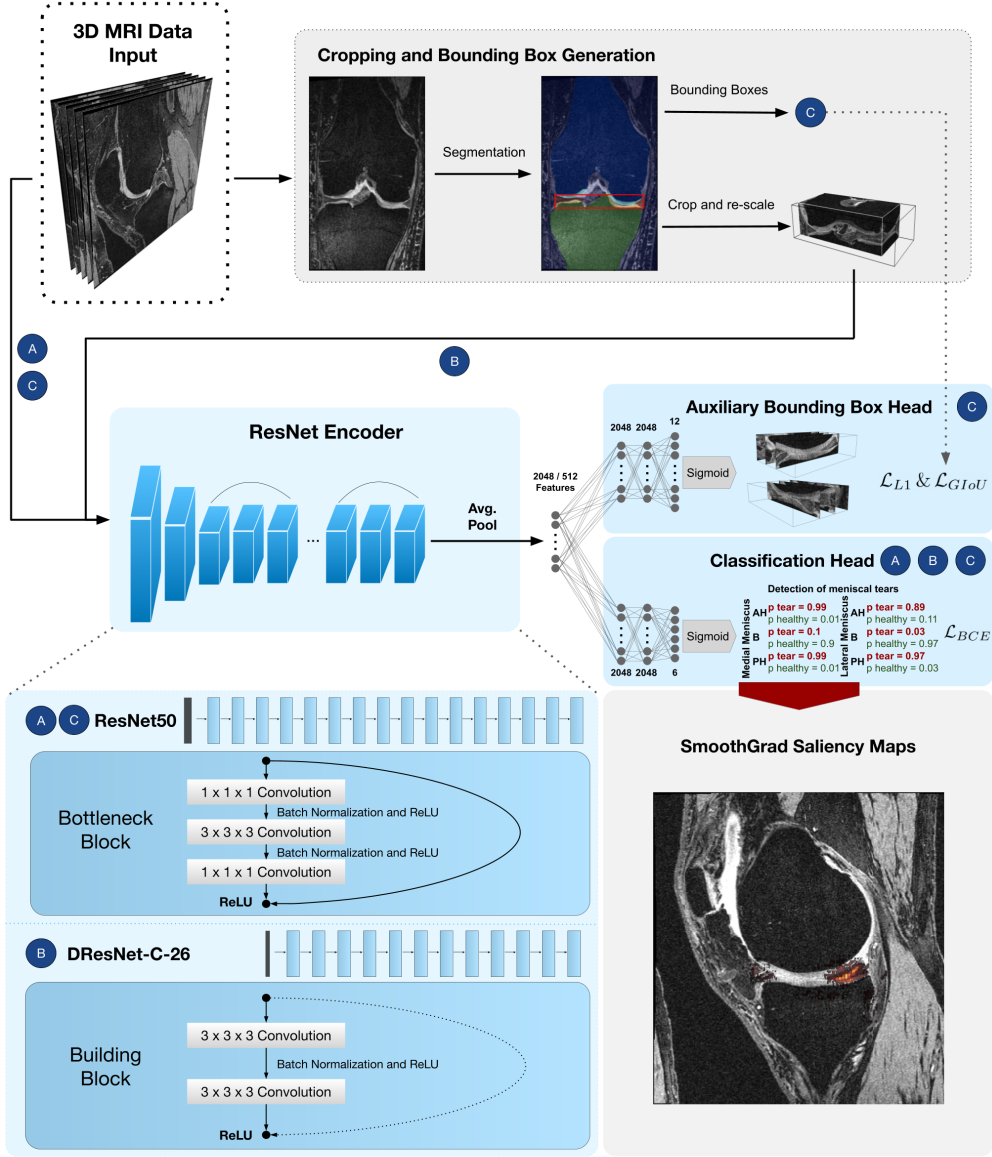 3D MRI Data
Input
Cropping and Bounding Box Generation
Segmentation
Bounding Boxes
C
Crop and re-scale
A
C
B
ResNet Encoder
...
Avg.
Pool
2048 / 512
Features
Auxiliary Bounding Box Head
C
2048 2048 12
Sigmoid
ℒL1 & ℒGIoU
Classification Head
A B C
Detection of meniscal tears
2048 2048 6
Sigmoid
Medial Meniscus
AH p tear = 0.99
p healthy = 0.01
B p tear = 0.1
p healthy = 0.9
PH p tear = 0.99
p healthy = 0.01
Lateral Meniscus
AH p tear = 0.89
p healthy = 0.11
B p tear = 0.03
p healthy = 0.97
PH p tear = 0.97
p healthy = 0.03
ℒBCE
A C ResNet50
Bottleneck
Block
1 x 1 x 1 Convolution
Batch Normalization and ReLU
3 x 3 x 3 Convolution
Batch Normalization and ReLU
1 x 1 x 1 Convolution
ReLU
B DResNet-C-26
Building
Block
3 x 3 x 3 Convolution
Batch Normalization and ReLU
3 x 3 x 3 Convolution
ReLU
SmoothGrad Saliency Maps